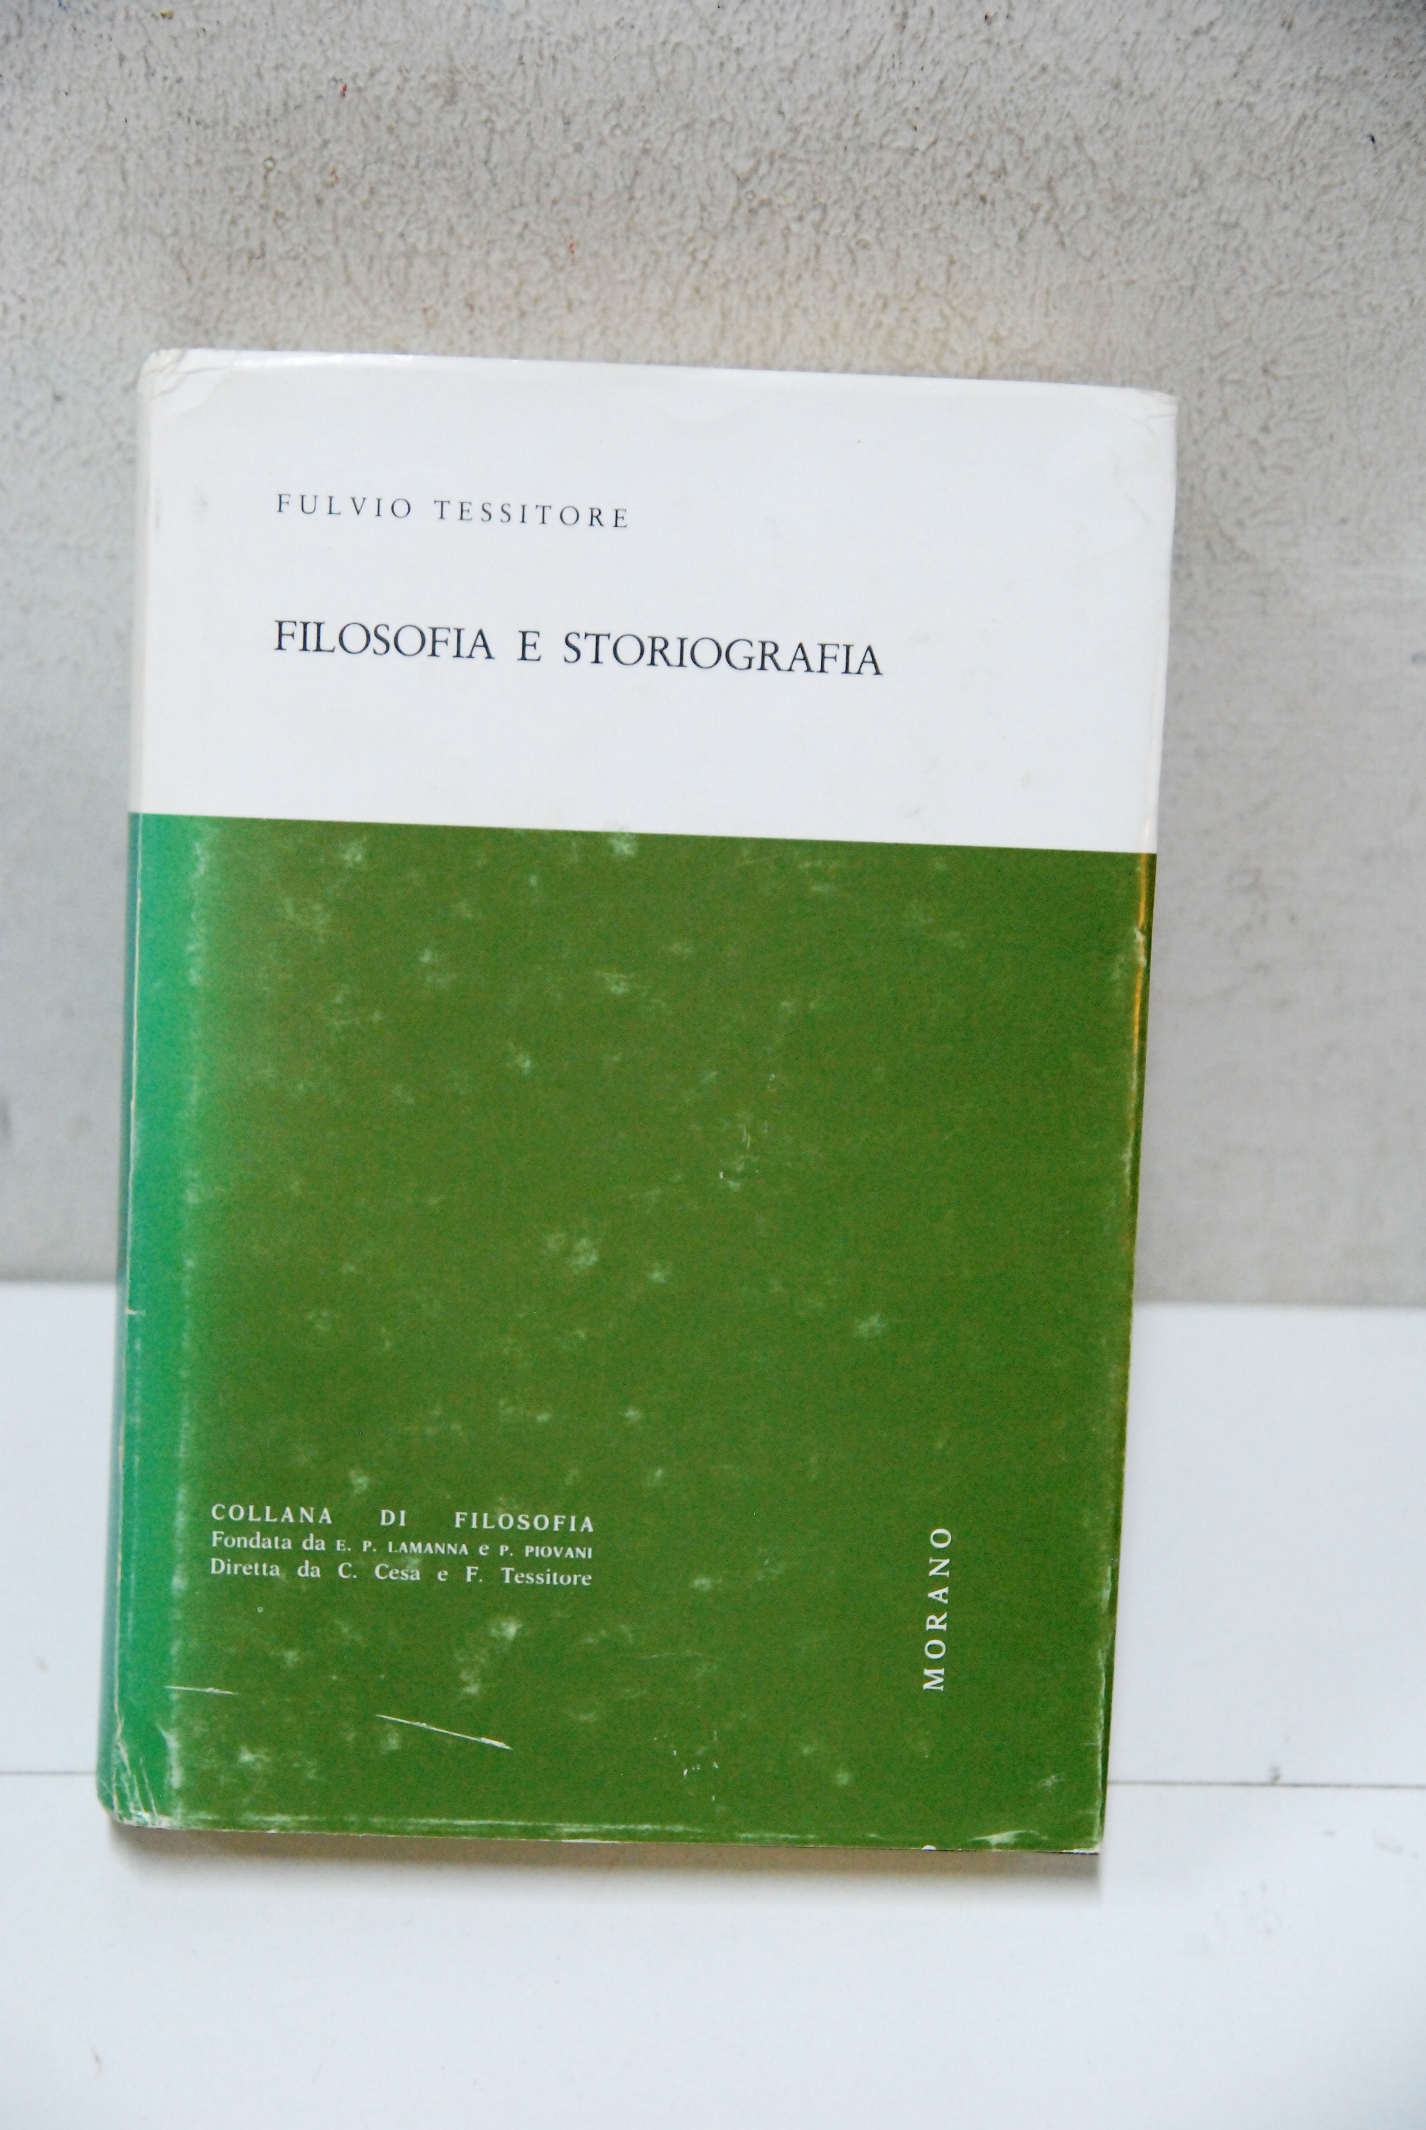 FULVIO TESSITORE
FILOSOFIA E STORIOGRAFIA
COLLANA DI FILOSOFIA
Fondata da E. P. LAMANNA e P. PIOVANI
Diretta da C. Cesa e F. Tessitore
MORANO